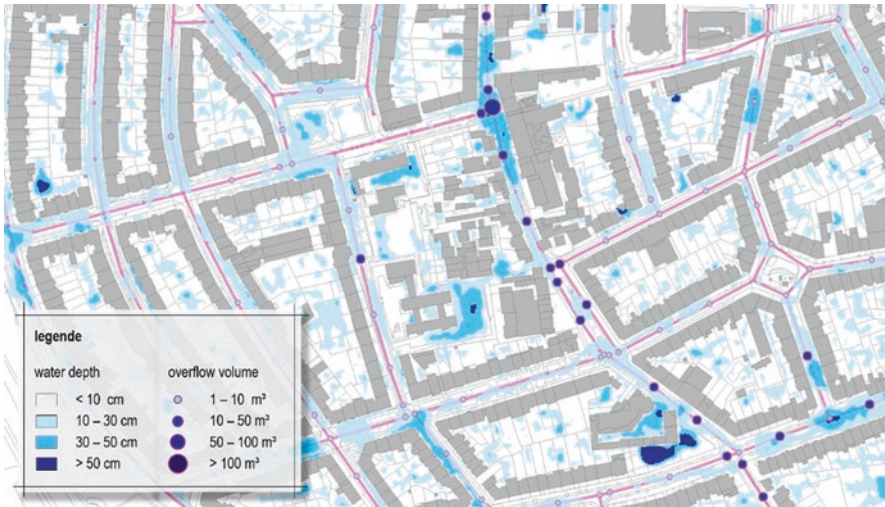 legende
water depth
< 10 cm
10 – 30 cm
30 – 50 cm
> 50 cm
overflow volume
1 – 10 m³
10 – 50 m³
50 – 100 m³
> 100 m³